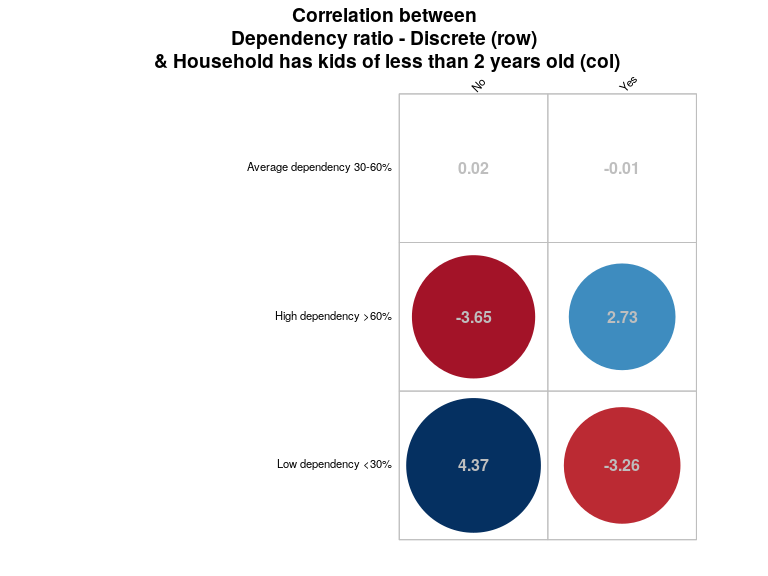 Correlation between
Dependency ratio - Discrete (row)
& Household has kids of less than 2 years old (col)
No Yes
Average dependency 30-60% 0.02 -0.01
High dependency >60% -3.65 2.73
Low dependency <30% 4.37 -3.26